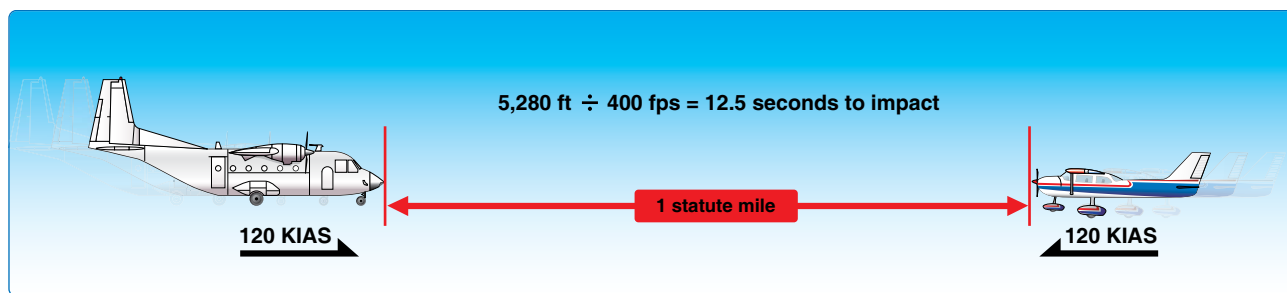 5,280 ft ÷ 400 fps = 12.5 seconds to impact
1 statute mile
120 KIAS
120 KIAS